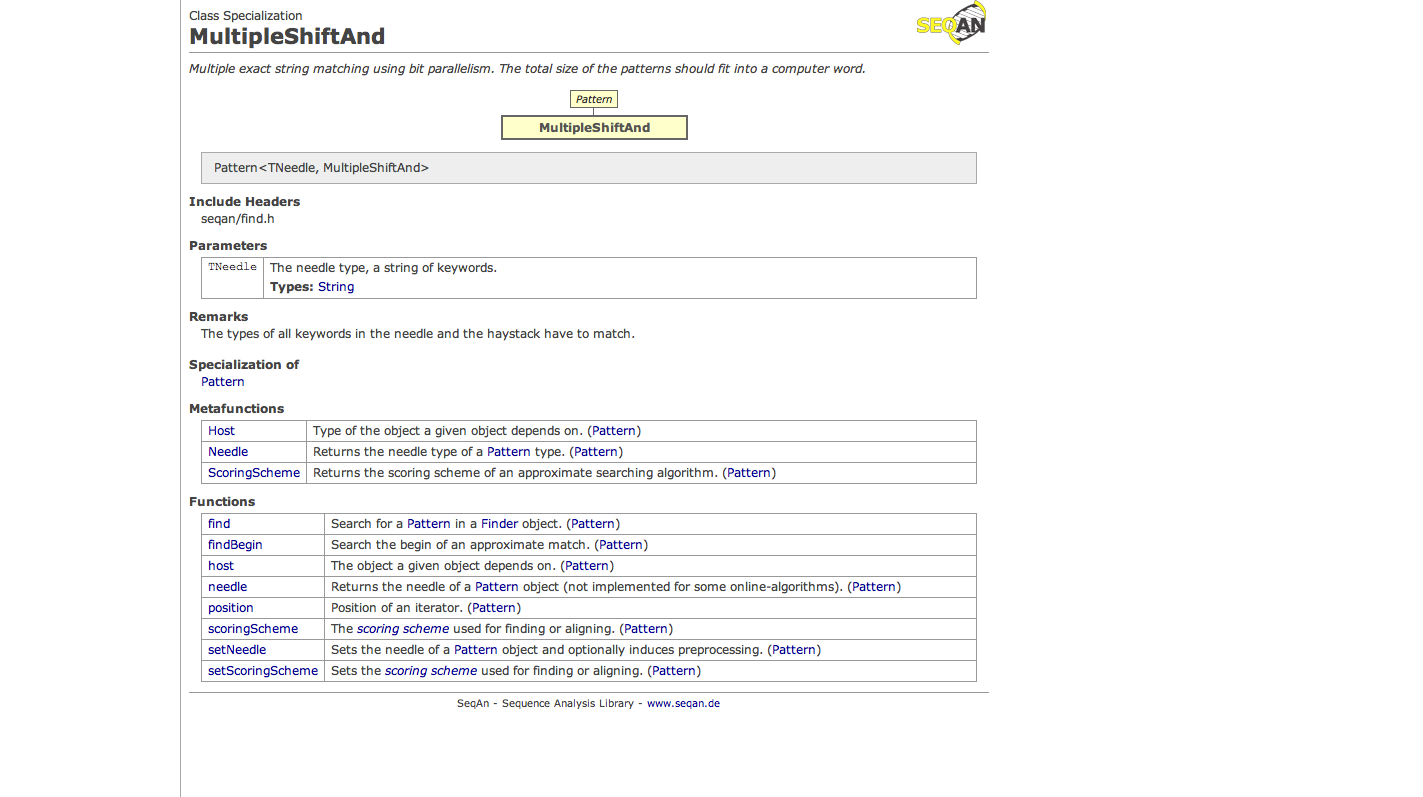 Class Specialization
SEQAN
MultipleShiftAnd
Multiple exact string matching using bit parallelism. The total size of the patterns should fit into a computer word.
Pattern
MultipleShiftAnd
Pattern<TNeedle, MultipleShiftAnd>
Include Headers
seqan/find.h
Parameters
TNeedle The needle type, a string of keywords.
Types: String
Remarks
The types of all keywords in the needle and the haystack have to match.
Specialization of
Pattern
Metafunctions
Host Type of the object a given object depends on. (Pattern)
Needle Returns the needle type of a Pattern type. (Pattern)
ScoringScheme Returns the scoring scheme of an approximate searching algorithm. (Pattern)
Functions
find Search for a Pattern in a Finder object. (Pattern)
findBegin Search the begin of an approximate match. (Pattern)
host The object a given object depends on. (Pattern)
needle Returns the needle of a Pattern object (not implemented for some online-algorithms). (Pattern)
position Position of an iterator. (Pattern)
scoringScheme The scoring scheme used for finding or aligning. (Pattern)
setNeedle Sets the needle of a Pattern object and optionally induces preprocessing. (Pattern)
setScoringScheme Sets the scoring scheme used for finding or aligning. (Pattern)
SeqAn - Sequence Analysis Library - www.seqan.de